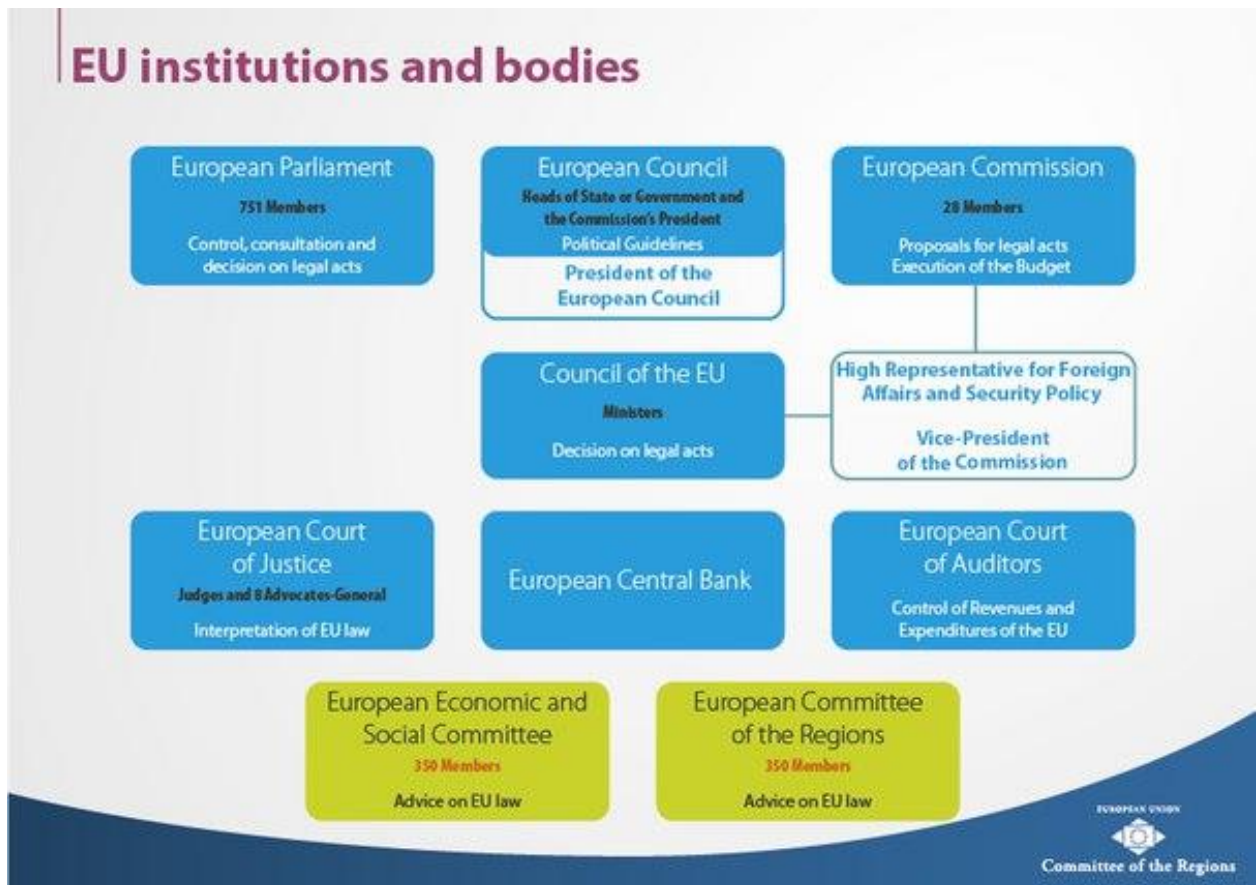 EU institutions and bodies
European Parliament
751 Members
Control, consultation and
decision on legal acts
European Council
Heads of State or Government and
the Commission's President
Political Guidelines
President of the
European Council
European Commission
28 Members
Proposals for legal acts
Execution of the Budget
Council of the EU
Ministers
Decision on legal acts
High Representative for Foreign
Affairs and Security Policy
Vice-President
of the Commission
European Court
of Justice
Judges and 8 Advocates-General
Interpretation of EU law
European Central Bank
European Court
of Auditors
Control of Revenues and
Expenditures of the EU
European Economic and
Social Committee
350 Members
Advice on EU law
European Committee
of the Regions
350 Members
Advice on EU law
EUROPEAN UNION
Committee of the Regions